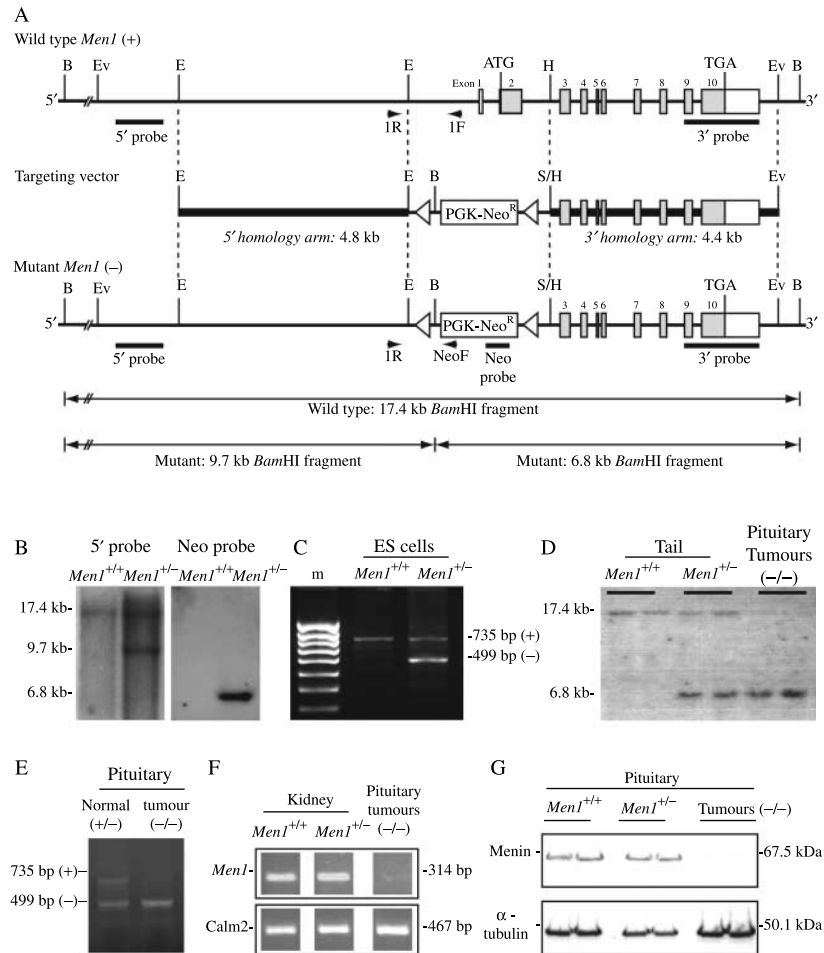 A
Wild type Men1 (+)
B Ev E E ATG H TGA Ev B
Exon 1 2 3 4 5 6 7 8 9 10
5′ 3′
5′ probe 1R 1F 3′ probe
Targeting vector
E E B S/H Ev
PGK-Neo^R
5′ homology arm: 4.8 kb 3′ homology arm: 4.4 kb
Mutant Men1 (–)
B Ev E E B S/H TGA Ev B
3 4 5 6 7 8 9 10
5′ PGK-Neo^R 3′
5′ probe 1R NeoF Neo probe 3′ probe
Wild type: 17.4 kb BamHI fragment
Mutant: 9.7 kb BamHI fragment Mutant: 6.8 kb BamHI fragment
B
5′ probe Neo probe
Men1+/+ Men1+/– Men1+/+ Men1+/–
17.4 kb-
9.7 kb-
6.8 kb-
C
ES cells
m Men1+/+ Men1+/–
-735 bp (+)
-499 bp (–)
D
Tail Pituitary Tumours (–/–)
Men1+/+ Men1+/–
17.4 kb-
6.8 kb-
E
Pituitary
Normal (+/–) tumour (–/–)
735 bp (+)–
499 bp (–)–
F
Kidney Pituitary tumours (–/–)
Men1+/+ Men1+/–
Men1- -314 bp
Calm2- -467 bp
G
Pituitary
Men1+/+ Men1+/– Tumours (–/–)
Menin- -67.5 kDa
α - tubulin- -50.1 kDa